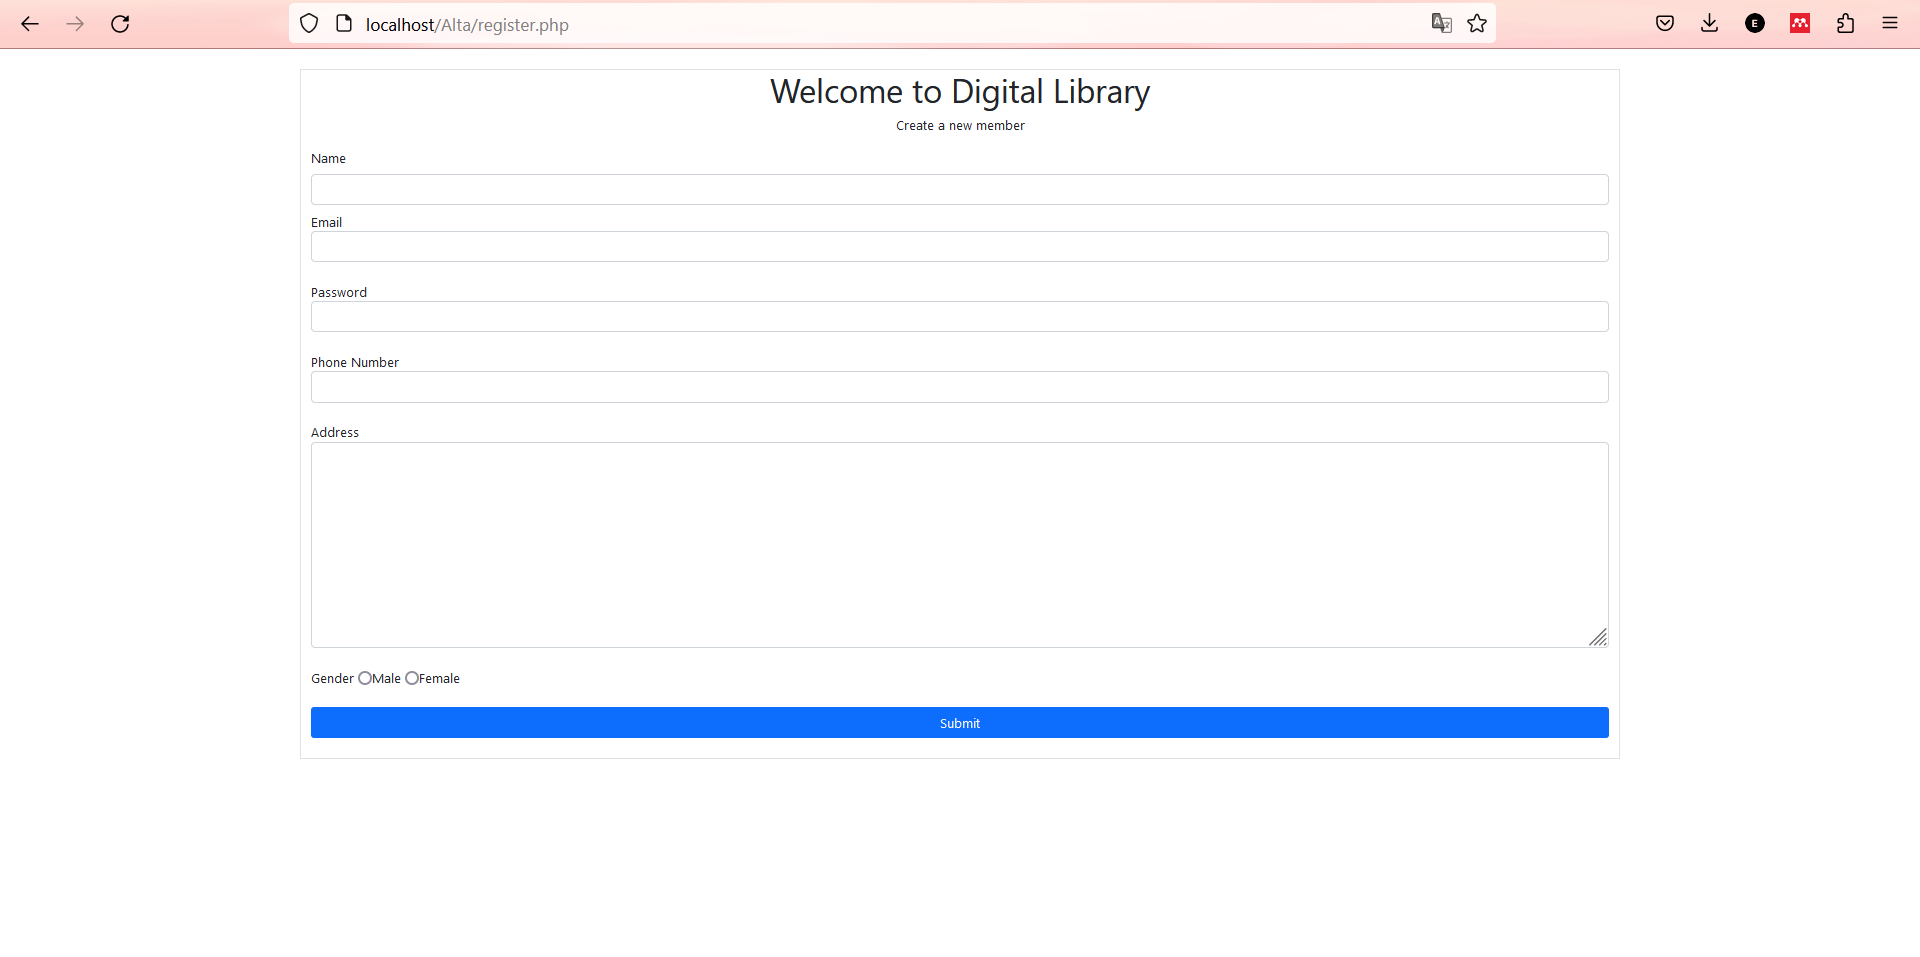 localhost/Alta/register.php
E
Welcome to Digital Library
Create a new member
Name
Email
Password
Phone Number
Address
Gender Male Female
Submit